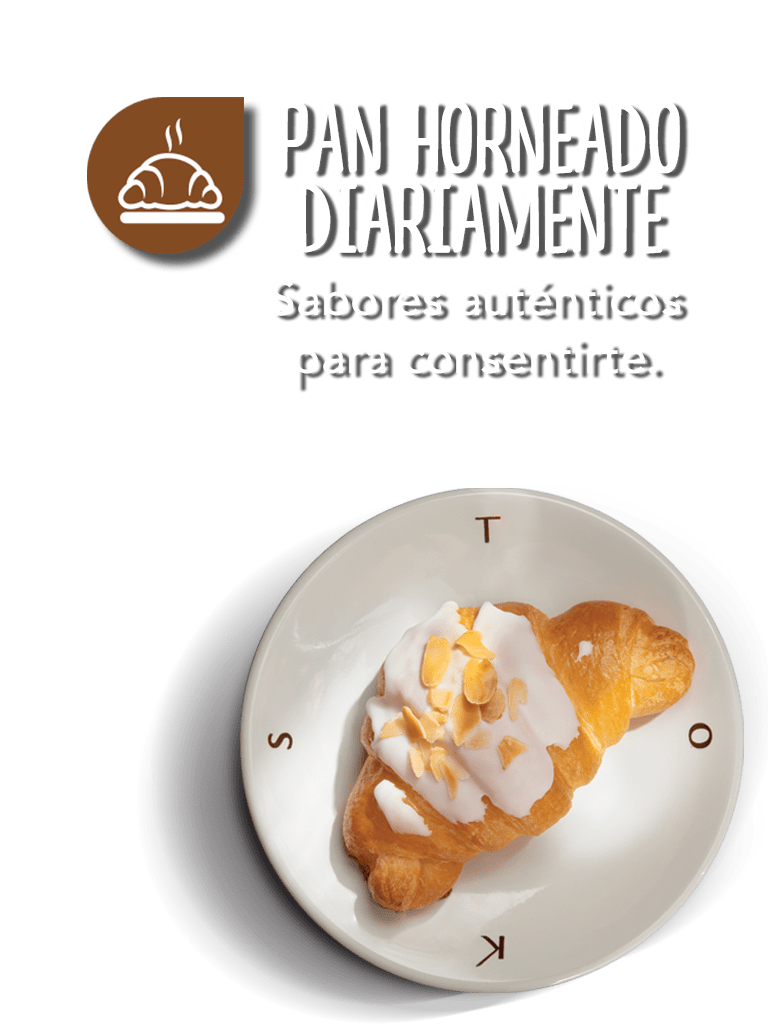 PAN HORNEADO
DIARIAMENTE
Sabores auténticos
para consentirte.
S T O K